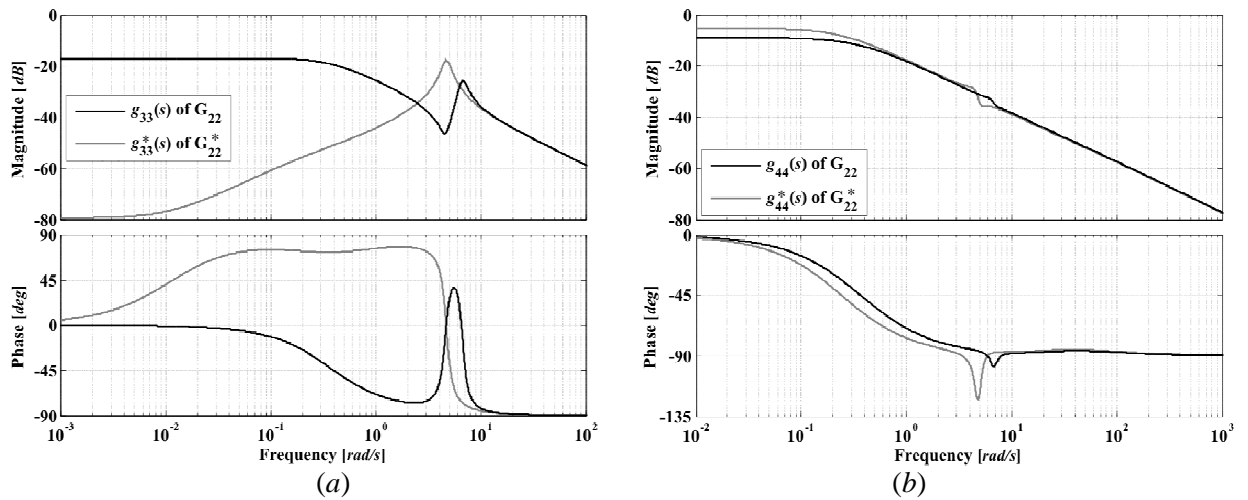 0
-20
-40
-60
-80
Magnitude [dB]
g33(s) of G22
g*33(s) of G*22
90
45
0
-45
-90
Phase [deg]
10-3
10-2
10-1
100
101
102
Frequency [rad/s]
(a)
0
-20
-40
-60
-80
Magnitude [dB]
g44(s) of G22
g*44(s) of G*22
0
-45
-90
-135
Phase [deg]
10-2
10-1
100
101
102
103
Frequency [rad/s]
(b)